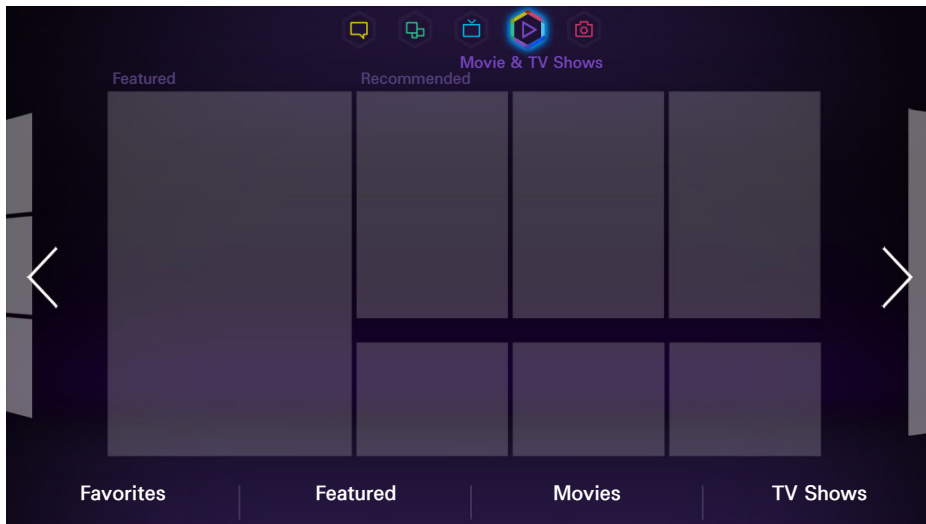 Movie & TV Shows
Featured
Recommended
Favorites
Featured
Movies
TV Shows